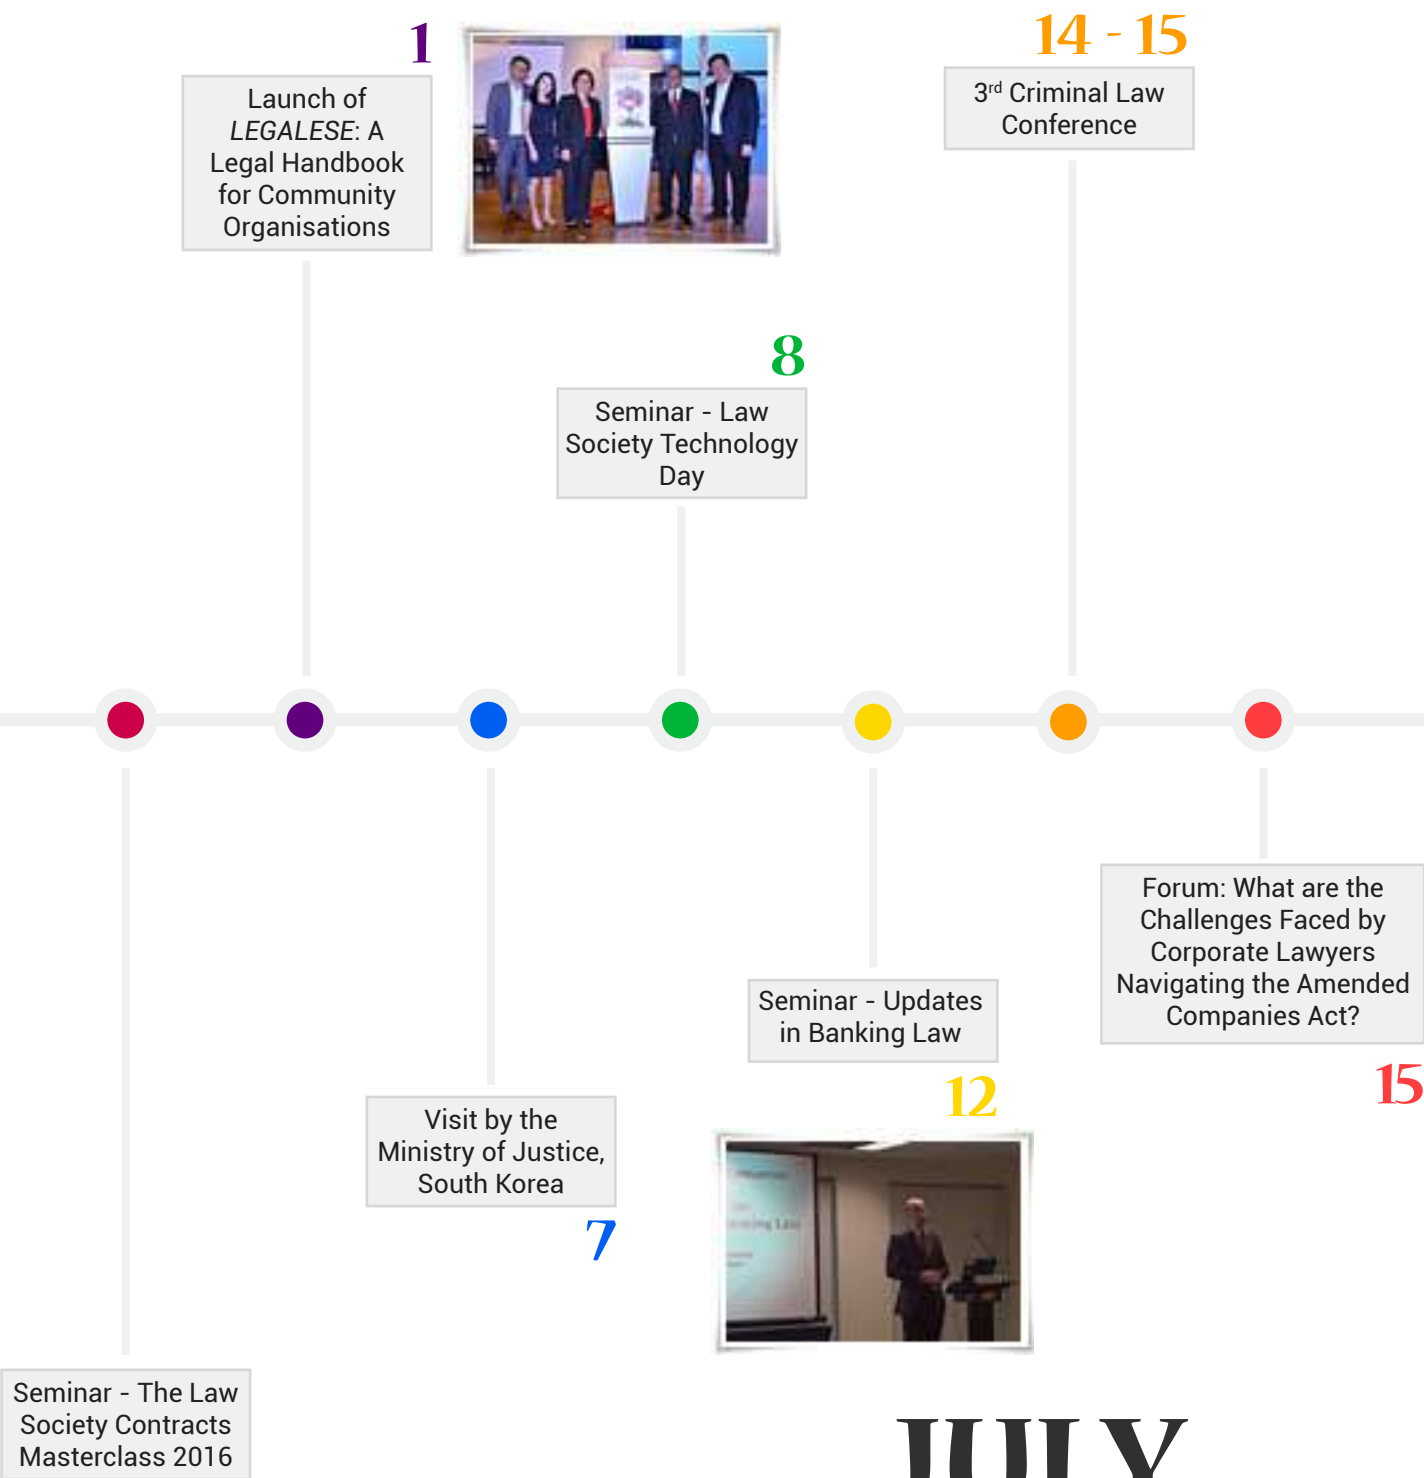 1
Launch of
LEGALESE: A
Legal Handbook
for Community
Organisations
14 - 15
3rd Criminal Law
Conference
8
Seminar - Law
Society Technology
Day
Forum: What are the
Challenges Faced by
Corporate Lawyers
Navigating the Amended
Companies Act?
15
Seminar - Updates
in Banking Law
12
Visit by the
Ministry of Justice,
South Korea
7
Seminar - The Law
Society Contracts
Masterclass 2016
JULY